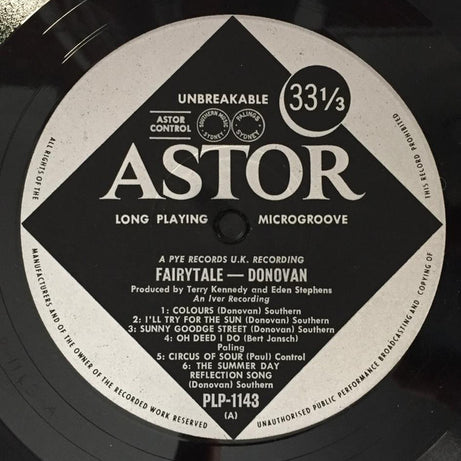 UNBREAKABLE
33 1/3
ASTOR
CONTROL
SOUTHERN MUSIC
SYDNEY
PALINGS
SYDNEY
ASTOR
LONG PLAYING MICROGROOVE
A PYE RECORDS U.K. RECORDING
FAIRYTALE — DONOVAN
Produced by Terry Kennedy and Eden Stephens
An Iver Recording
1: COLOURS (Donovan) Southern
2: I'LL TRY FOR THE SUN (Donovan) Southern
3: SUNNY GOODGE STREET (Donovan) Southern
4: OH DEED I DO (Bert Jansch)
Paling
5: CIRCUS OF SOUR (Paul) Control
6: THE SUMMER DAY
REFLECTION SONG
(Donovan) Southern
PLP-1143
(A)
ALL RIGHTS OF THE
MANUFACTURERS AND OF THE OWNER OF THE RECORDED WORK RESERVED
UNAUTHORISED PUBLIC PERFORMANCE BROADCASTING AND COPYING OF
THIS RECORD PROHIBITED